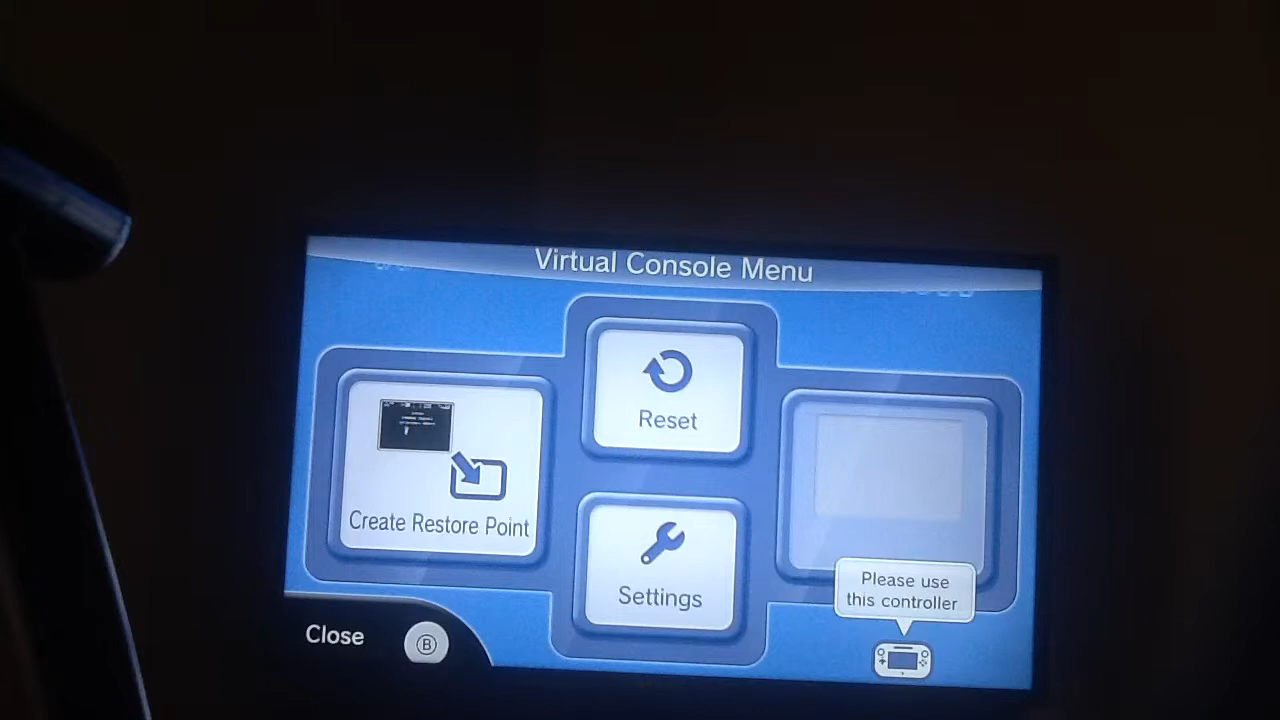 Virtual Console Menu
Reset
Create Restore Point
Settings
Please use
this controller
Close
B